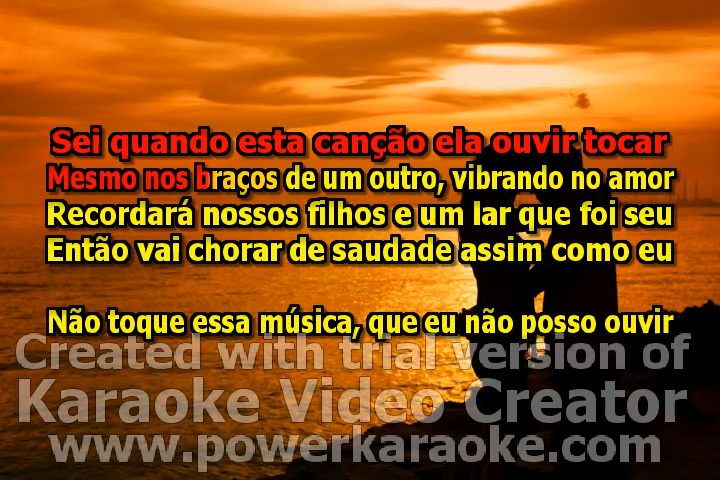 Sei quando esta canção ela ouvir tocar
Mesmo nos braços de um outro, vibrando no amor
Recordará nossos filhos e um lar que foi seu
Então vai chorar de saudade assim como eu
Não toque essa música, que eu não posso ouvir
Created with trial version of
Karaoke Video Creator
www.powerkaraoke.com